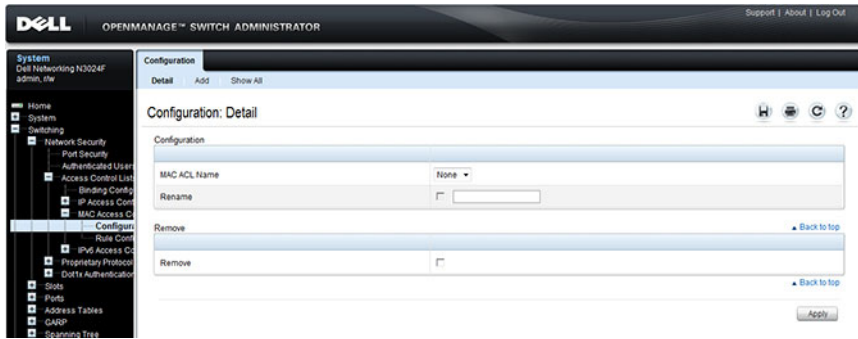 Support | About | Log Out
DELL OPENMANAGE™ SWITCH ADMINISTRATOR
System
Dell Networking N3024F
admin, r/w
Home
System
Switching
Network Security
Port Security
Authenticated Users
Access Control List
Binding Config
IP Access Cont
MAC Access C
Configura
Rule Conf
IPv6 Access Co
Proprietary Protocol
Dot1x Authentication
Slots
Ports
Address Tables
GARP
Spanning Tree
Configuration
Detail Add Show All
Configuration: Detail
Configuration
MAC ACL Name None
Rename
Remove Back to top
Remove
Back to top
Apply